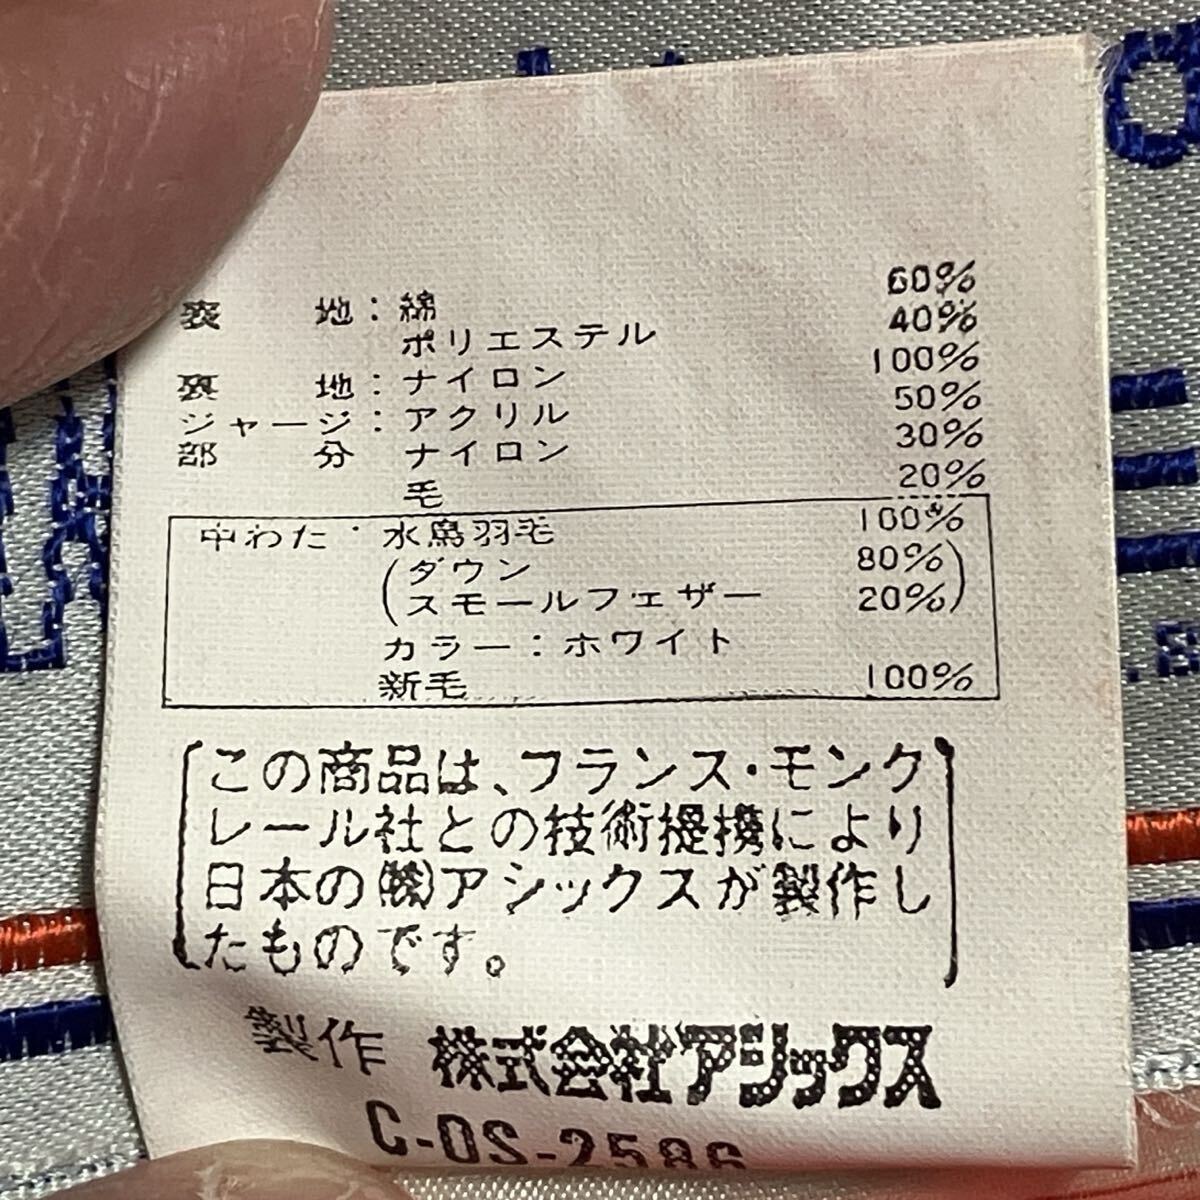 表地：綿 60%
ポリエステル 40%
裏地：ナイロン 100%
ジャージ：アクリル 50%
部分 ナイロン 30%
毛 20%
中わた：水鳥羽毛 100%
(ダウン 80%)
(スモールフェザー 20%)
カラー：ホワイト
新毛 100%
この商品は、フランス・モンク
レール社との技術提携により
日本の㈱アシックスが製作し
たものです。
製作 株式会社アシックス
C-OS-2586